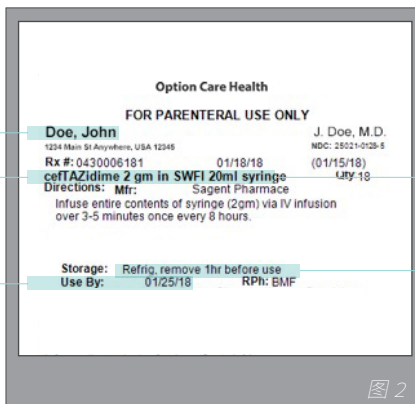 Option Care Health
FOR PARENTERAL USE ONLY
Doe, John J. Doe, M.D.
1234 Main St Anywhere, USA 12345 NDC: 25021-0128-5
Rx #: 0430006181 01/18/18 (01/15/18)
cefTAZidime 2 gm in SWFI 20ml syringe Qty 18
Directions: Mfr: Sagent Pharmace
Infuse entire contents of syringe (2gm) via IV infusion
over 3-5 minutes once every 8 hours.
Storage: Refrig, remove 1hr before use
Use By: 01/25/18 RPh: BMF
图 2